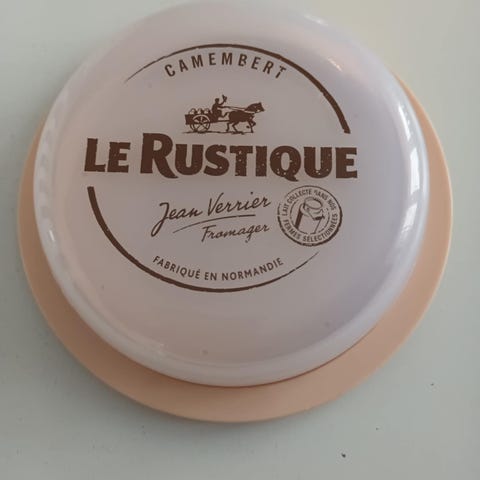 CAMEMBERT
LE RUSTIQUE
Jean Verrier
Fromager
LAIT COLLECTÉ DANS NOS
FERMES SÉLECTIONNÉES
FABRIQUÉ EN NORMANDIE